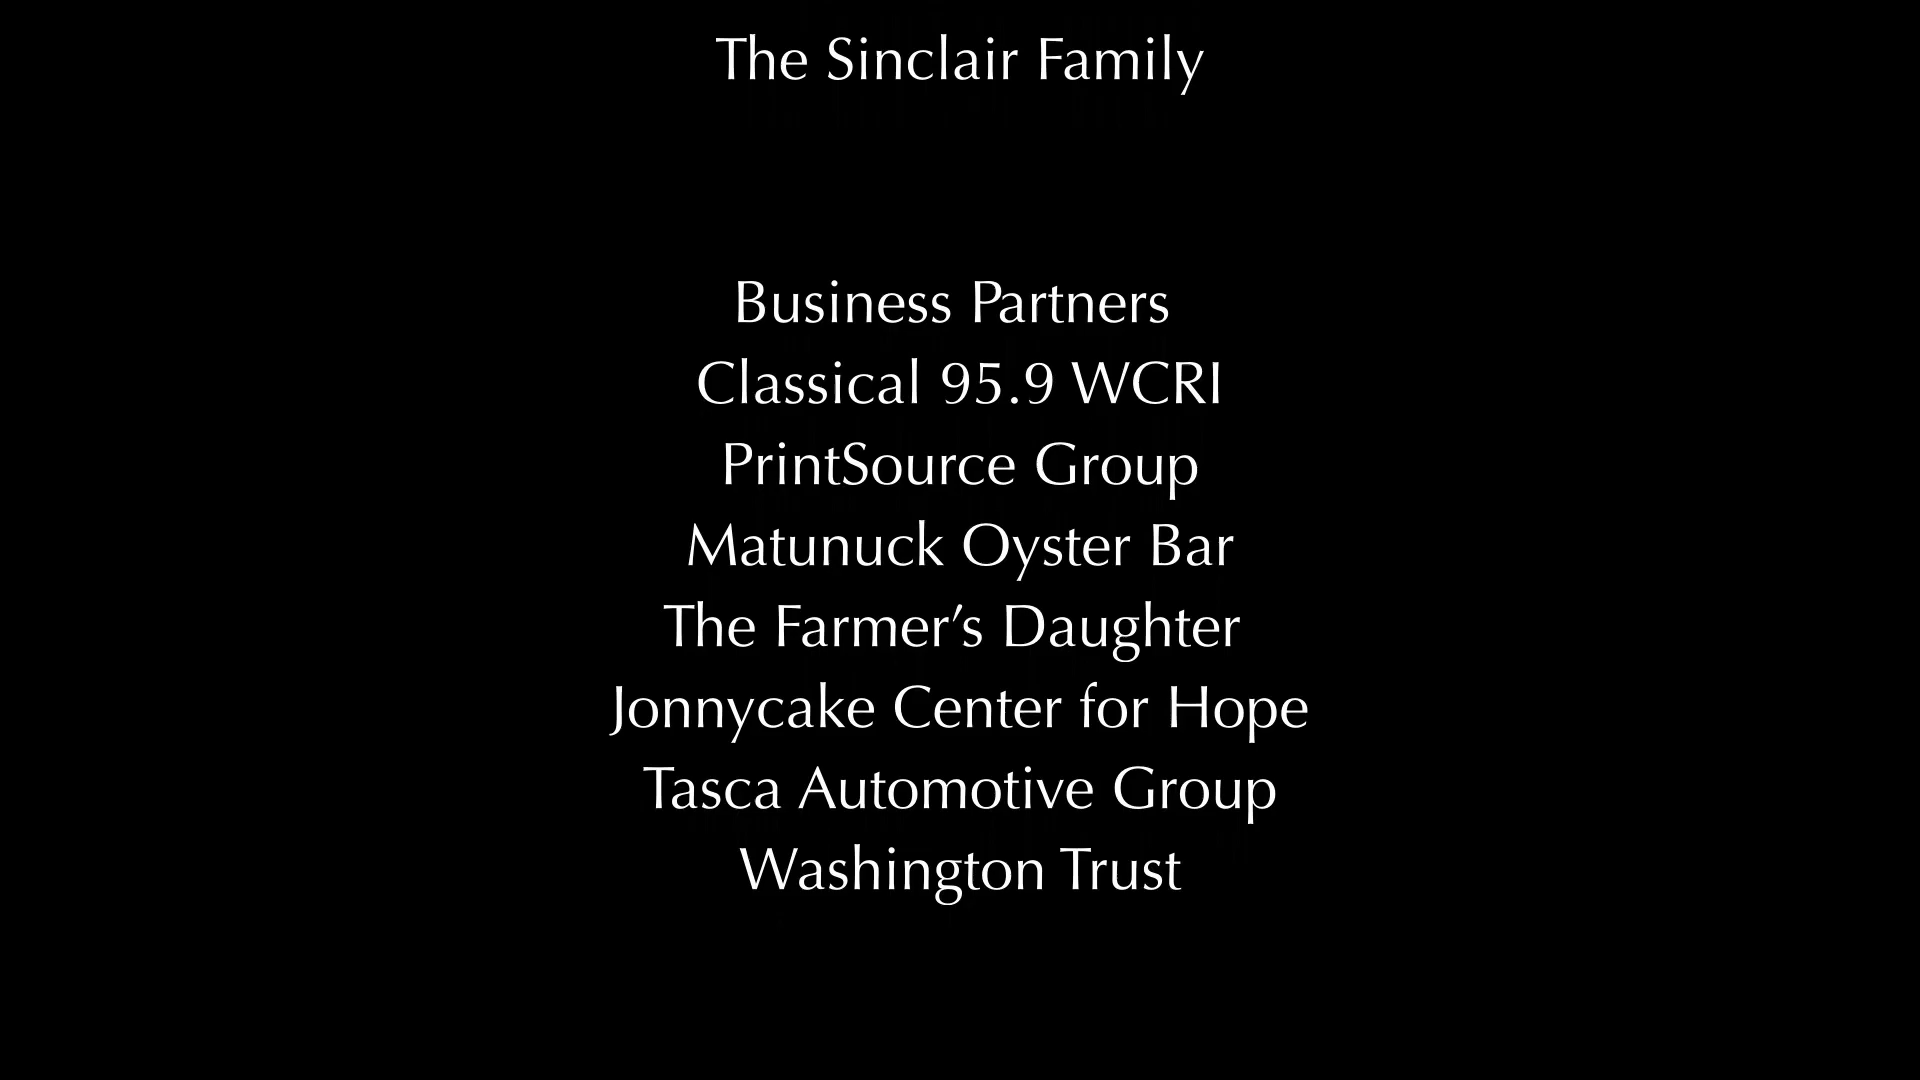 The Sinclair Family
Business Partners
Classical 95.9 WCRI
PrintSource Group
Matunuck Oyster Bar
The Farmer’s Daughter
Jonnycake Center for Hope
Tasca Automotive Group
Washington Trust